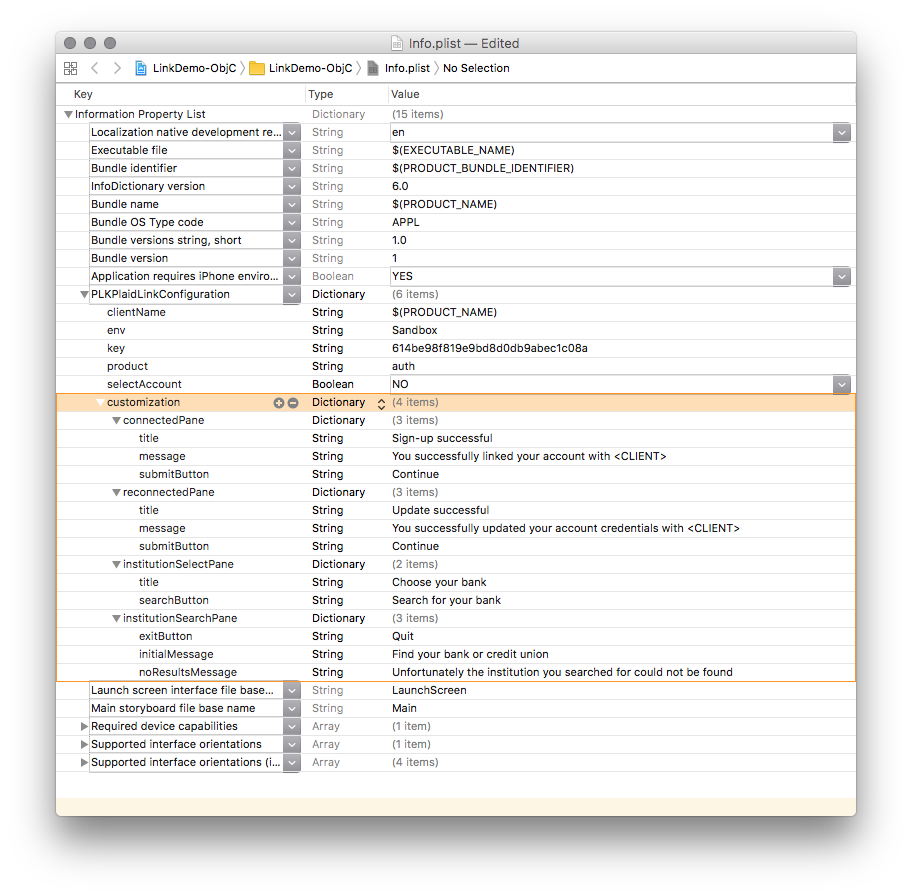 Info.plist — Edited
LinkDemo-ObjC LinkDemo-ObjC Info.plist No Selection
Key Type Value
Information Property List Dictionary (15 items)
Localization native development re... String en
Executable file String $(EXECUTABLE_NAME)
Bundle identifier String $(PRODUCT_BUNDLE_IDENTIFIER)
InfoDictionary version String 6.0
Bundle name String $(PRODUCT_NAME)
Bundle OS Type code String APPL
Bundle versions string, short String 1.0
Bundle version String 1
Application requires iPhone enviro... Boolean YES
PLKPlaidLinkConfiguration Dictionary (6 items)
clientName String $(PRODUCT_NAME)
env String Sandbox
key String 614be98f819e9bd8d0db9abec1c08a
product String auth
selectAccount Boolean NO
customization Dictionary (4 items)
connectedPane Dictionary (3 items)
title String Sign-up successful
message String You successfully linked your account with <CLIENT>
submitButton String Continue
reconnectedPane Dictionary (3 items)
title String Update successful
message String You successfully updated your account credentials with <CLIENT>
submitButton String Continue
institutionSelectPane Dictionary (2 items)
title String Choose your bank
searchButton String Search for your bank
institutionSearchPane Dictionary (3 items)
exitButton String Quit
initialMessage String Find your bank or credit union
noResultsMessage String Unfortunately the institution you searched for could not be found
Launch screen interface file base... String LaunchScreen
Main storyboard file base name String Main
Required device capabilities Array (1 item)
Supported interface orientations Array (1 item)
Supported interface orientations (i... Array (4 items)